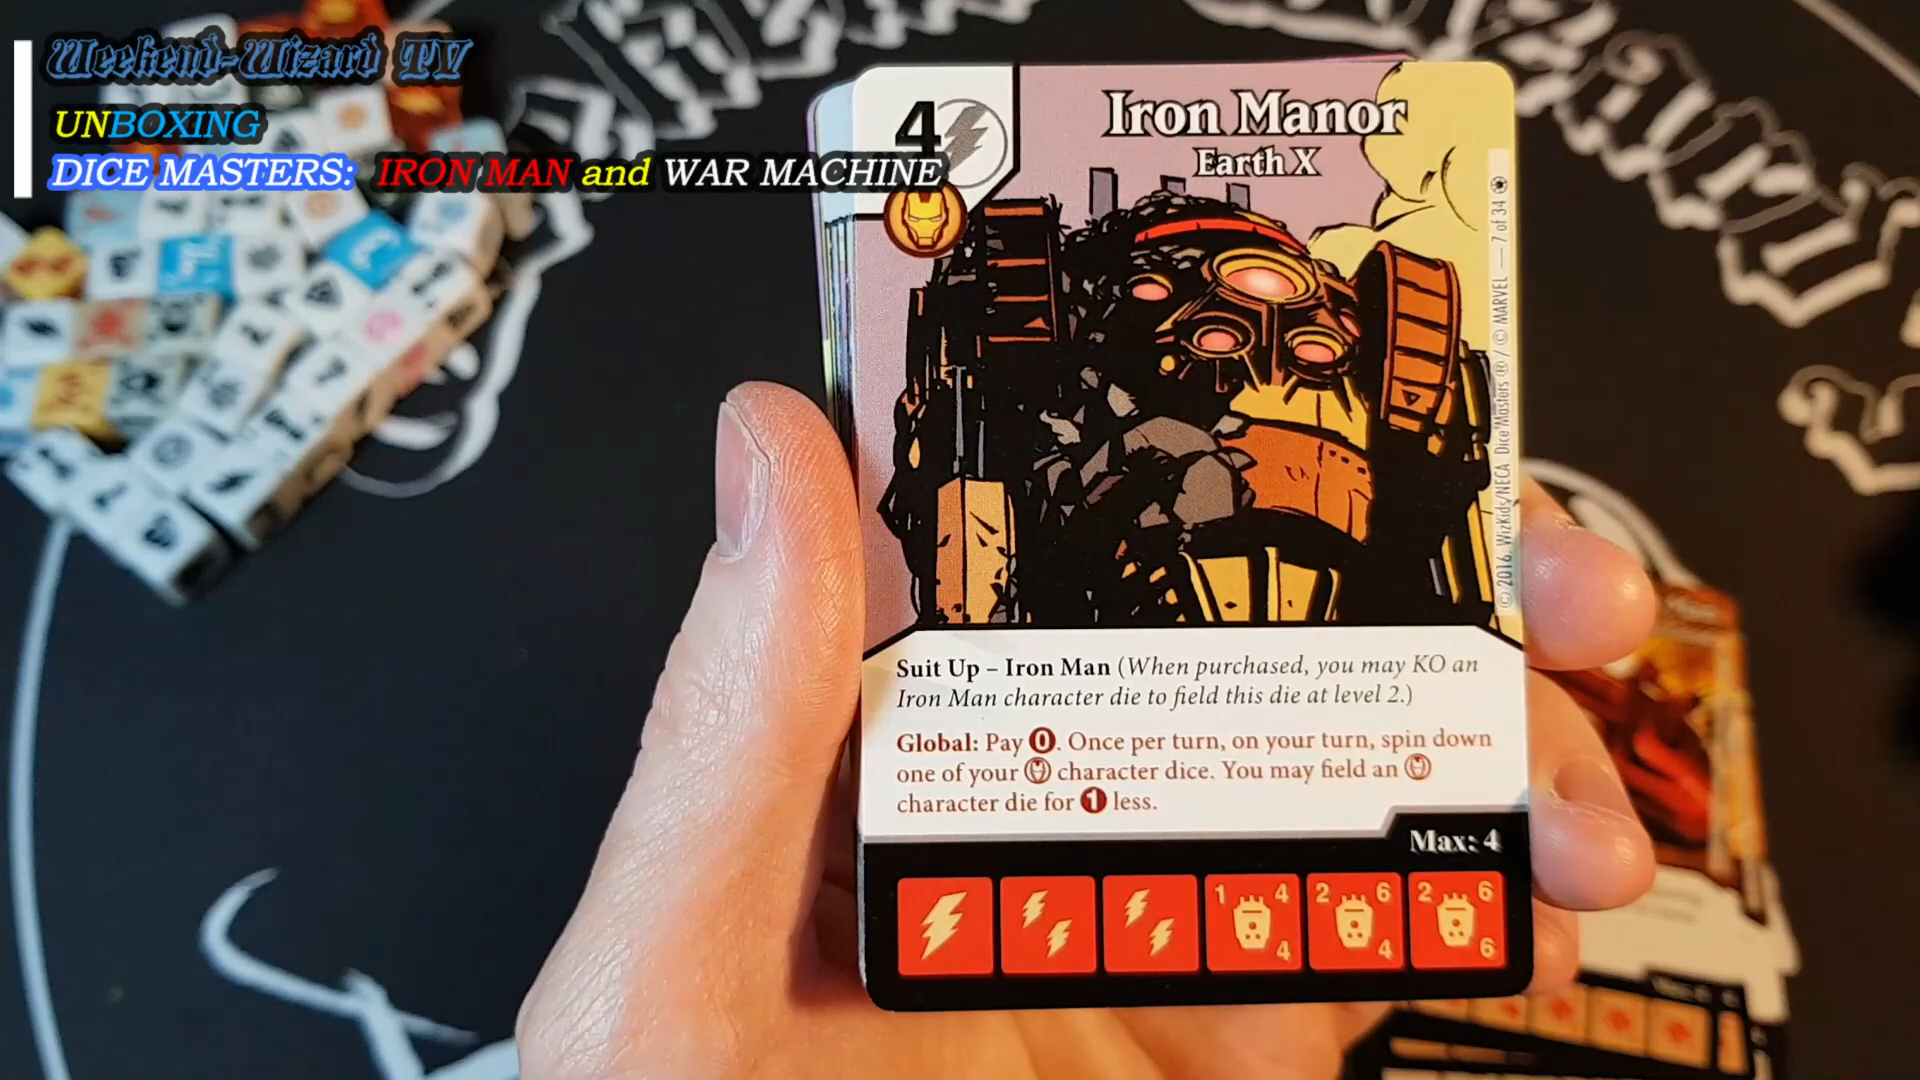 Weekend-Wizard TV
UNBOXING
DICE MASTERS: IRON MAN and WAR MACHINE
4
Iron Manor
Earth X
© 2016. WizKids/NECA Dice Masters ® / © MARVEL — 7 of 34
Suit Up – Iron Man (When purchased, you may KO an
Iron Man character die to field this die at level 2.)
Global: Pay 0. Once per turn, on your turn, spin down
one of your character dice. You may field an
character die for 1 less.
Max: 4
1 4 2 6 2 6
4 4 6